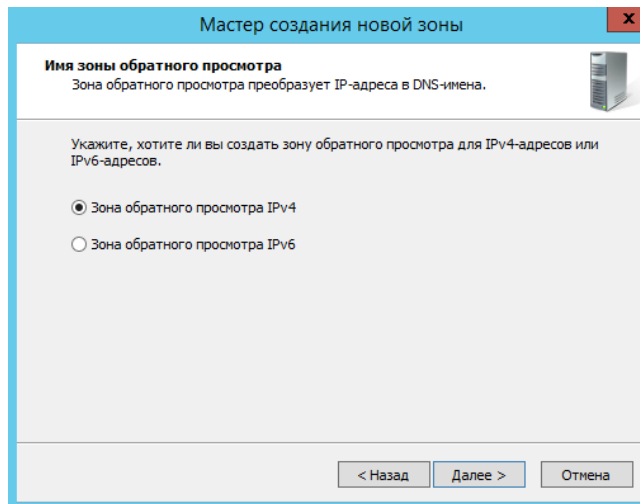 Мастер создания новой зоны
x
Имя зоны обратного просмотра
Зона обратного просмотра преобразует IP-адреса в DNS-имена.
Укажите, хотите ли вы создать зону обратного просмотра для IPv4-адресов или
IPv6-адресов.
Зона обратного просмотра IPv4
Зона обратного просмотра IPv6
< Назад Далее > Отмена